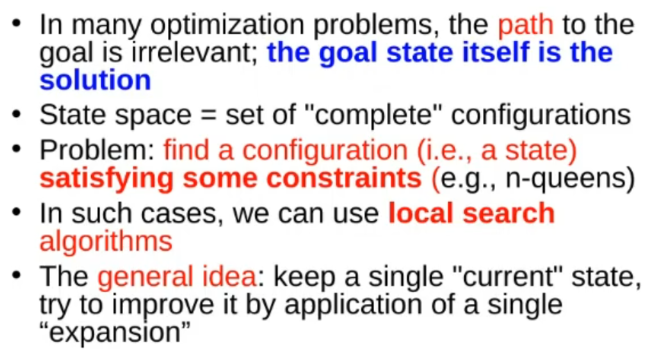 • In many optimization problems, the path to the
goal is irrelevant; the goal state itself is the
solution
• State space = set of "complete" configurations
• Problem: find a configuration (i.e., a state)
satisfying some constraints (e.g., n-queens)
• In such cases, we can use local search
algorithms
• The general idea: keep a single "current" state,
try to improve it by application of a single
“expansion”